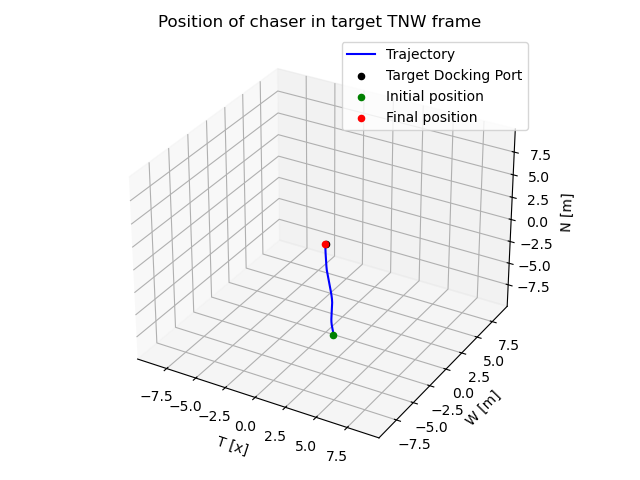 Position of chaser in target TNW frame
Trajectory
Target Docking Port
Initial position
Final position
7.5
5.0
2.5
0.0
−2.5
−5.0
−7.5
N [m]
7.5
5.0
2.5
0.0
−2.5
−5.0
−7.5
W [m]
−7.5
−5.0
−2.5
0.0
2.5
5.0
7.5
T [x]